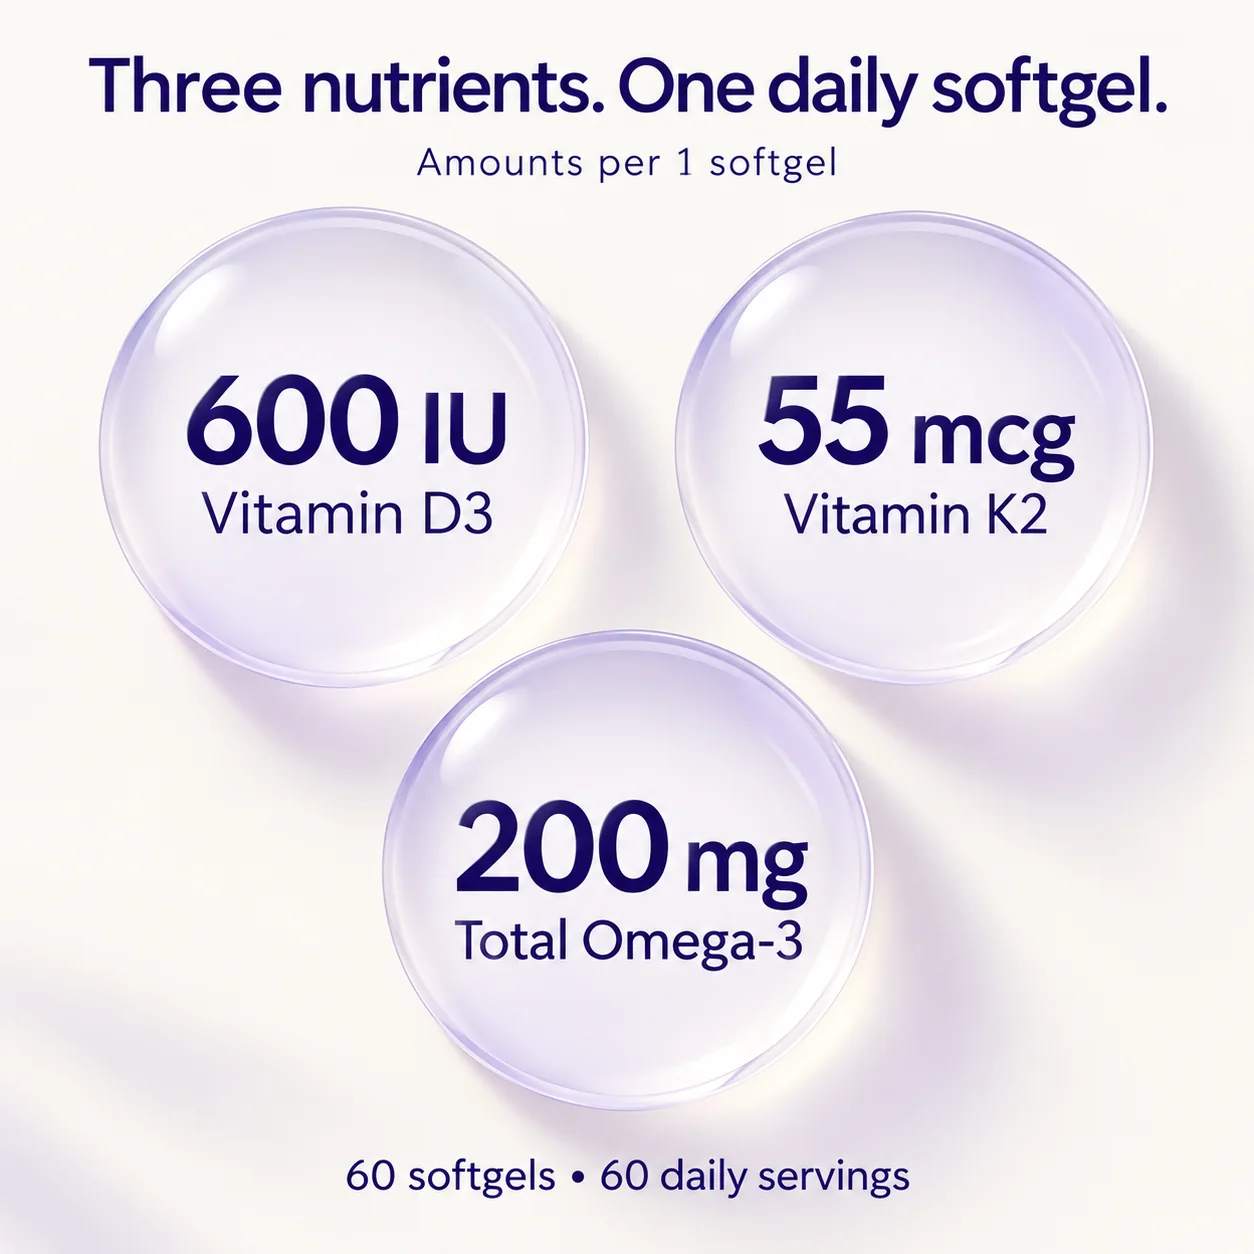 Three nutrients. One daily softgel.
Amounts per 1 softgel
600 IU
Vitamin D3
55 mcg
Vitamin K2
200 mg
Total Omega-3
60 softgels • 60 daily servings